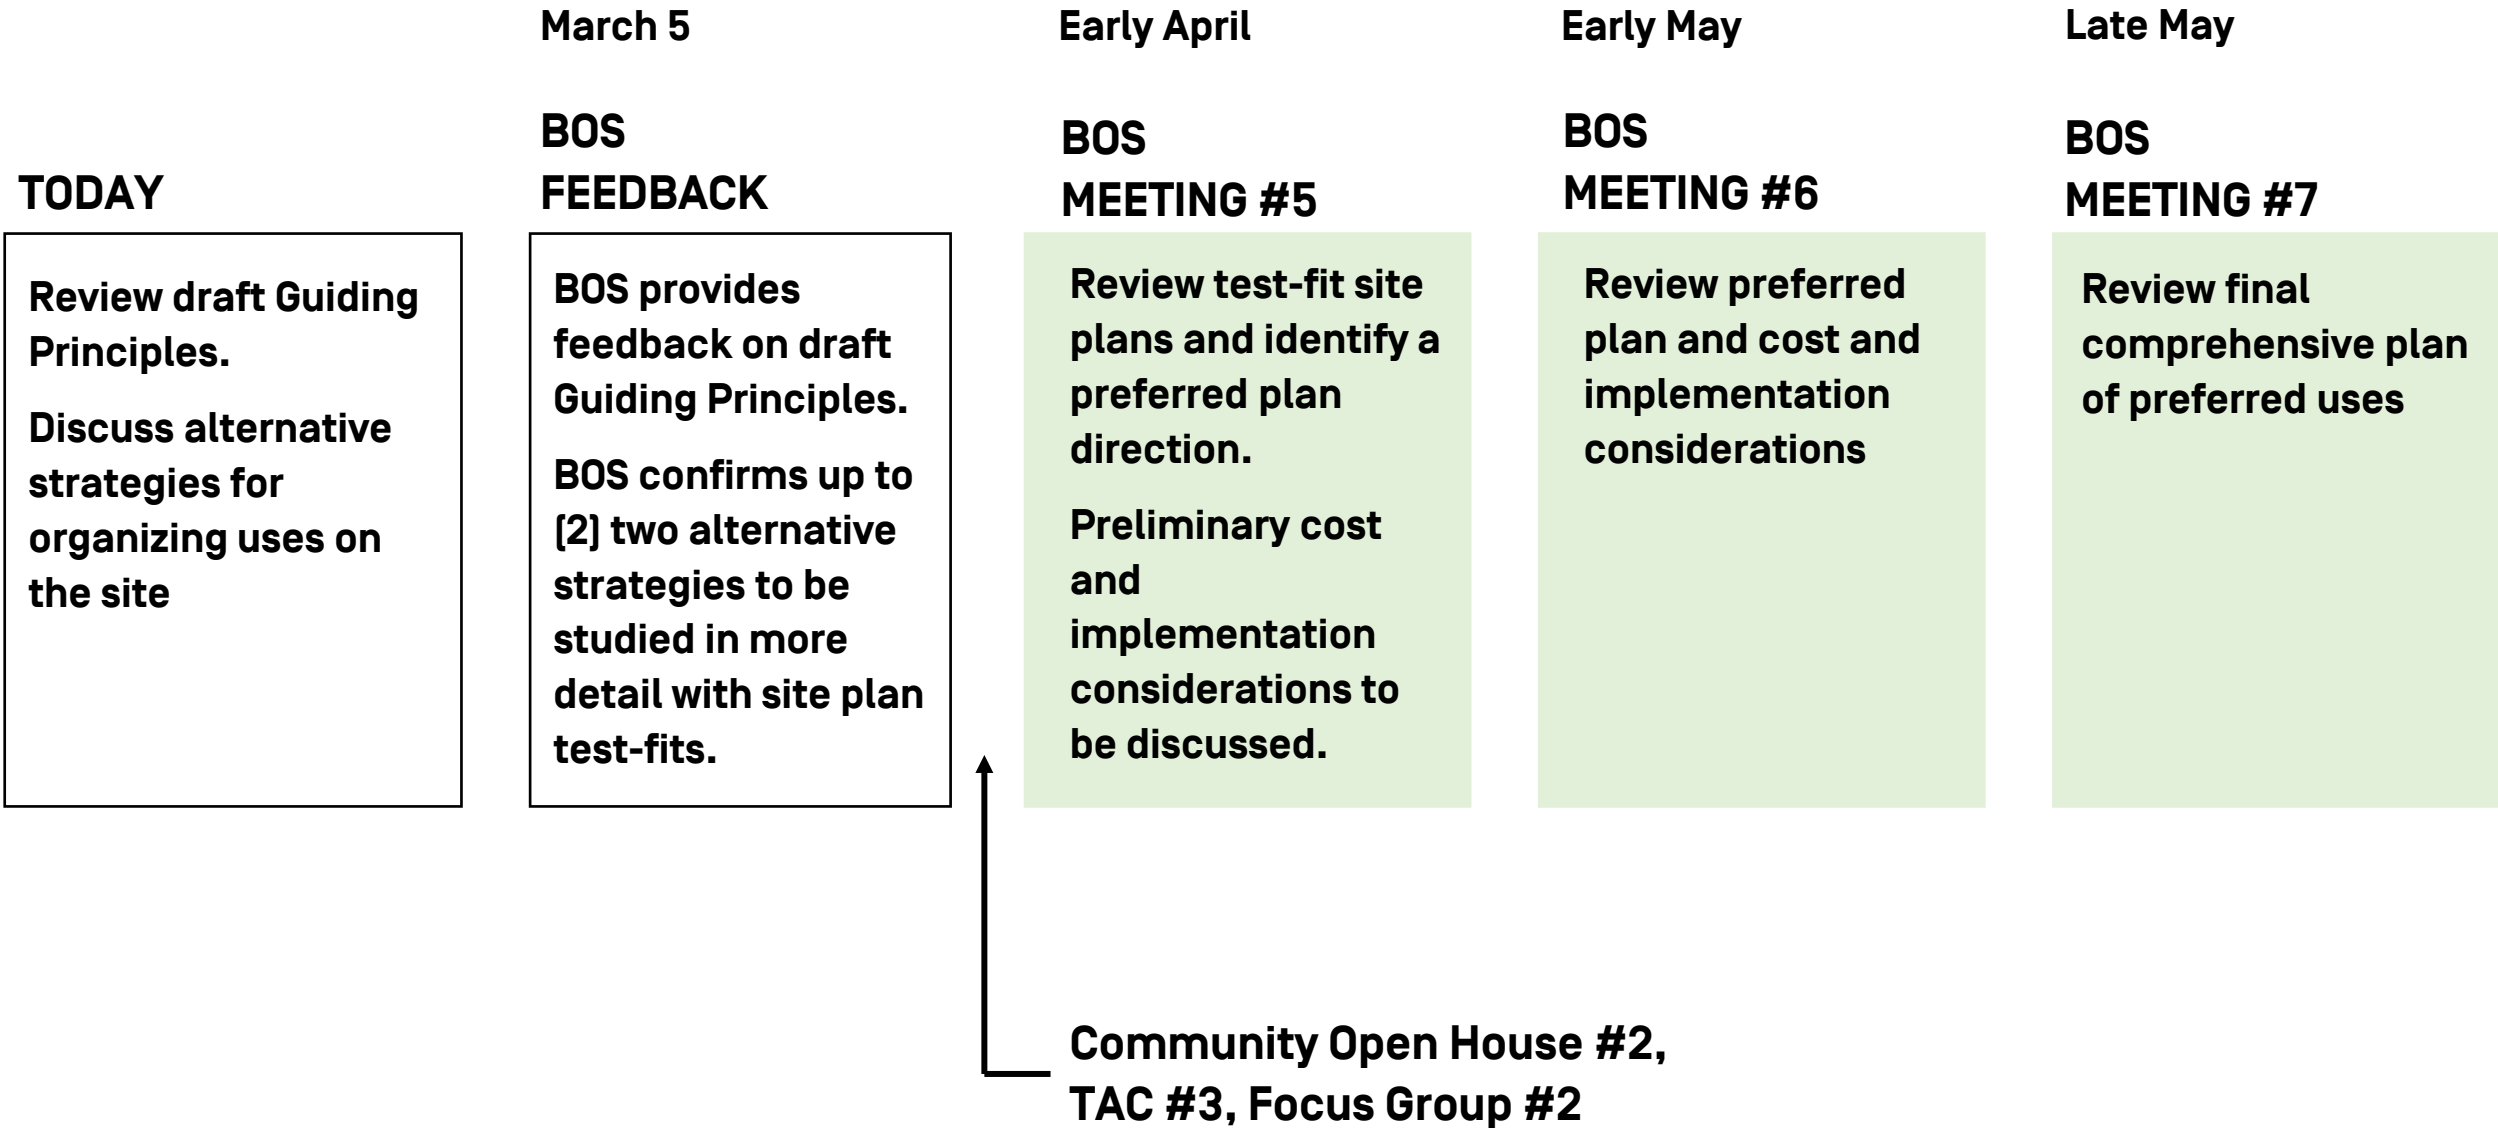 TODAY
Review draft Guiding
Principles.
Discuss alternative
strategies for
organizing uses on
the site
March 5
BOS
FEEDBACK
BOS provides
feedback on draft
Guiding Principles.
BOS confirms up to
(2) two alternative
strategies to be
studied in more
detail with site plan
test-fits.
Early April
BOS
MEETING #5
Review test-fit site
plans and identify a
preferred plan
direction.
Preliminary cost
and
implementation
considerations to
be discussed.
Early May
BOS
MEETING #6
Review preferred
plan and cost and
implementation
considerations
Late May
BOS
MEETING #7
Review final
comprehensive plan
of preferred uses
Community Open House #2,
TAC #3, Focus Group #2